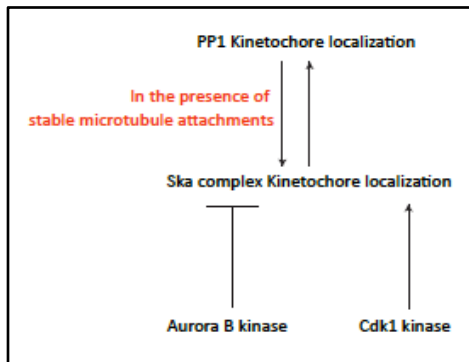 PP1 Kinetochore localization
In the presence of
stable microtubule attachments
Ska complex Kinetochore localization
Aurora B kinase
Cdk1 kinase